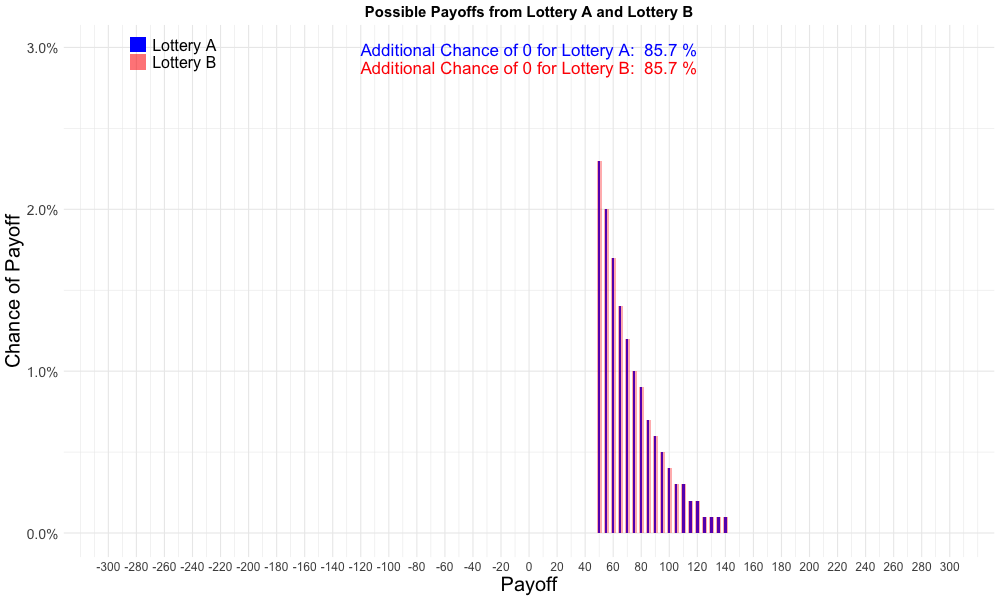 Possible Payoffs from Lottery A and Lottery B
Lottery A
Lottery B
Additional Chance of 0 for Lottery A:  85.7 %
Additional Chance of 0 for Lottery B:  85.7 %
Chance of Payoff
3.0%
2.0%
1.0%
0.0%
-300 -280 -260 -240 -220 -200 -180 -160 -140 -120 -100 -80 -60 -40 -20 0 20 40 60 80 100 120 140 160 180 200 220 240 260 280 300
Payoff